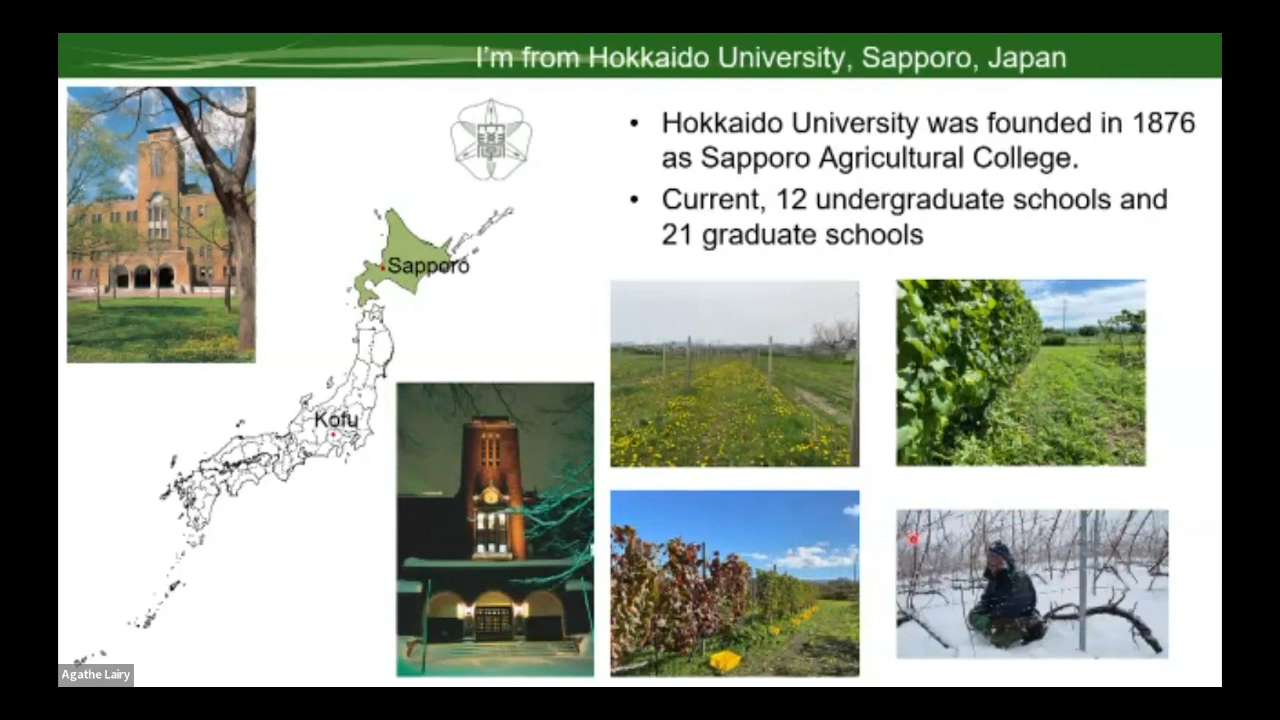 I'm from Hokkaido University, Sapporo, Japan
• Hokkaido University was founded in 1876
as Sapporo Agricultural College.
• Current, 12 undergraduate schools and
21 graduate schools
Sapporo
Kofu
Agathe Lairy